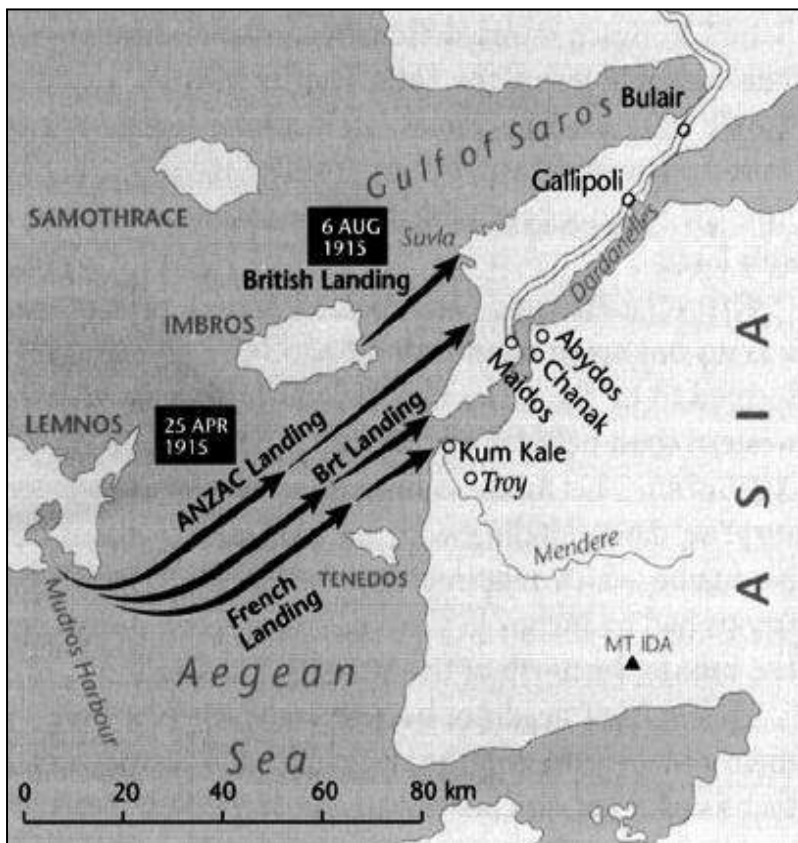 Bulair
Gulf of Saros
Gallipoli
SAMOTHRACE
6 AUG
1915
Suvla
Dardanelles
British Landing
IMBROS
Abydos
Chanak
Maidos
LEMNOS
25 APR
1915
ANZAC Landing
Brt Landing
Kum Kale
Troy
ASIA
Mendere
TENEDOS
French
Landing
Mudros Harbour
MT IDA
Aegean
Sea
0 20 40 60 80 km